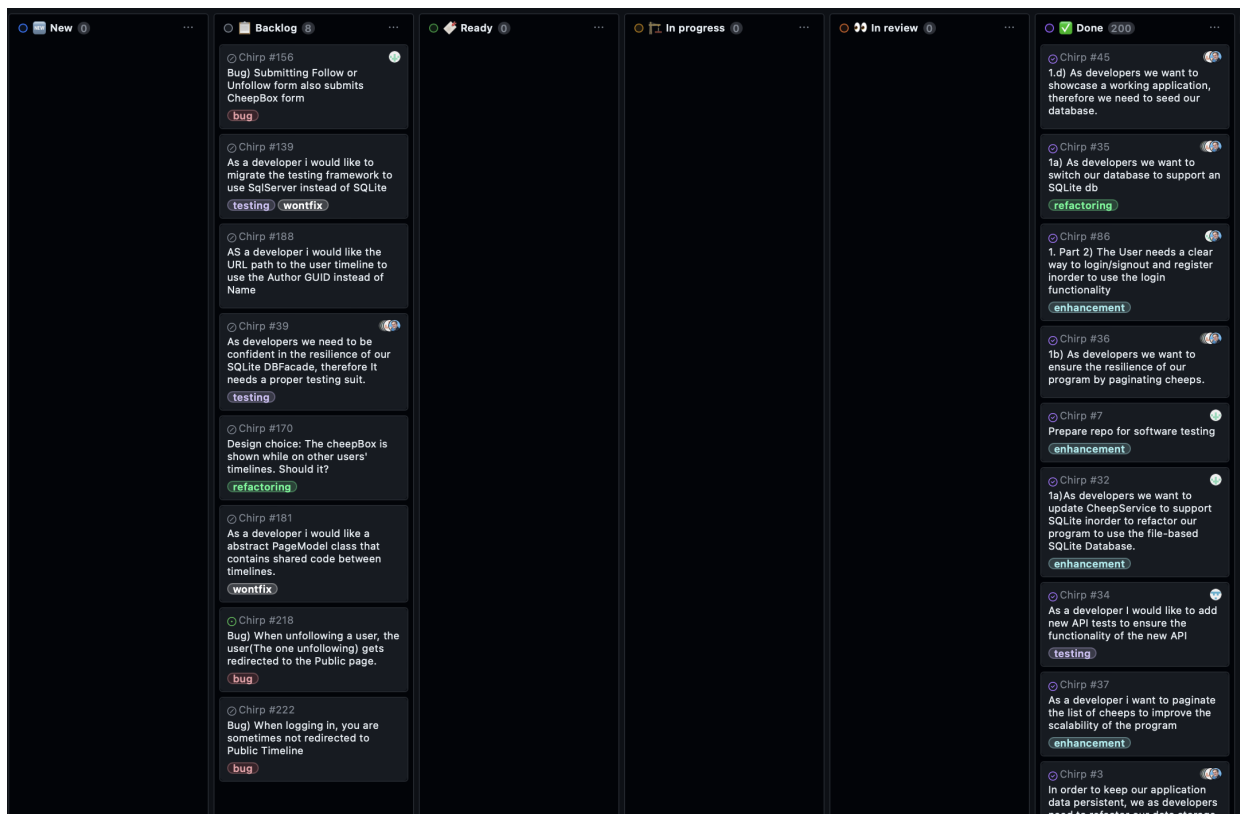 New 0
Backlog 8
Chirp #156
Bug) Submitting Follow or
Unfollow form also submits
CheepBox form
bug
Chirp #139
As a developer i would like to
migrate the testing framework to
use SqlServer instead of SQLite
testing wontfix
Chirp #188
AS a developer i would like the
URL path to the user timeline to
use the Author GUID instead of
Name
Chirp #39
As developers we need to be
confident in the resilience of our
SQLite DBFacade, therefore It
needs a proper testing suit.
testing
Chirp #170
Design choice: The cheepBox is
shown while on other users'
timelines. Should it?
refactoring
Chirp #181
As a developer i would like a
abstract PageModel class that
contains shared code between
timelines.
wontfix
Chirp #218
Bug) When unfollowing a user, the
user(The one unfollowing) gets
redirected to the Public page.
bug
Chirp #222
Bug) When logging in, you are
sometimes not redirected to
Public Timeline
bug
Ready 0
In progress 0
In review 0
Done 200
Chirp #45
1.d) As developers we want to
showcase a working application,
therefore we need to seed our
database.
Chirp #35
1a) As developers we want to
switch our database to support an
SQLite db
refactoring
Chirp #86
1. Part 2) The User needs a clear
way to login/signout and register
inorder to use the login
functionality
enhancement
Chirp #36
1b) As developers we want to
ensure the resilience of our
program by paginating cheeps.
Chirp #7
Prepare repo for software testing
enhancement
Chirp #32
1a)As developers we want to
update CheepService to support
SQLite inorder to refactor our
program to use the file-based
SQLite Database.
enhancement
Chirp #34
As a developer I would like to add
new API tests to ensure the
functionality of the new API
testing
Chirp #37
As a developer i want to paginate
the list of cheeps to improve the
scalability of the program
enhancement
Chirp #3
In order to keep our application
data persistent, we as developers
need to refactor our data storage